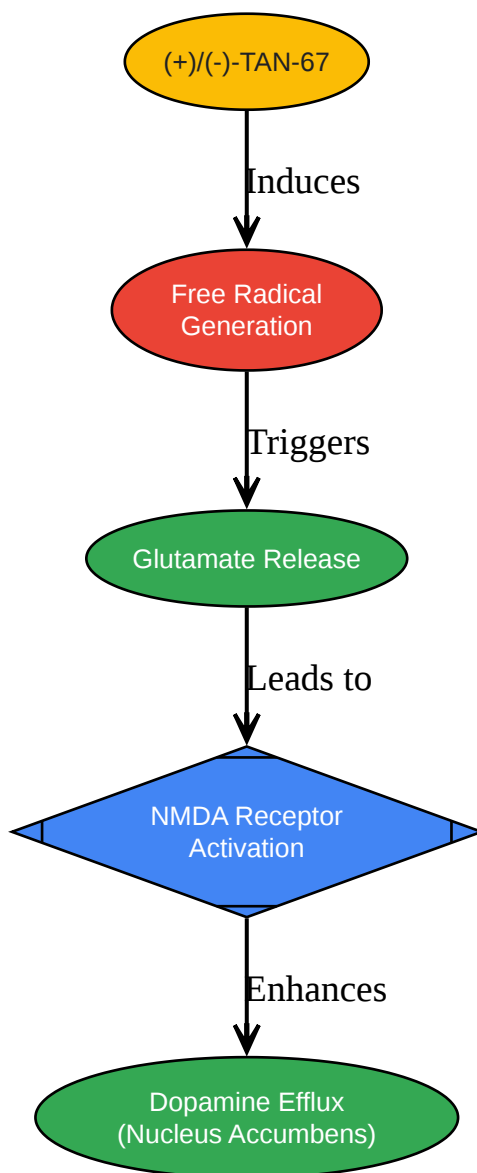 (+)/(-)-TAN-67
Induces
Free Radical
Generation
Triggers
Glutamate Release
Leads to
NMDA Receptor
Activation
Enhances
Dopamine Efflux
(Nucleus Accumbens)